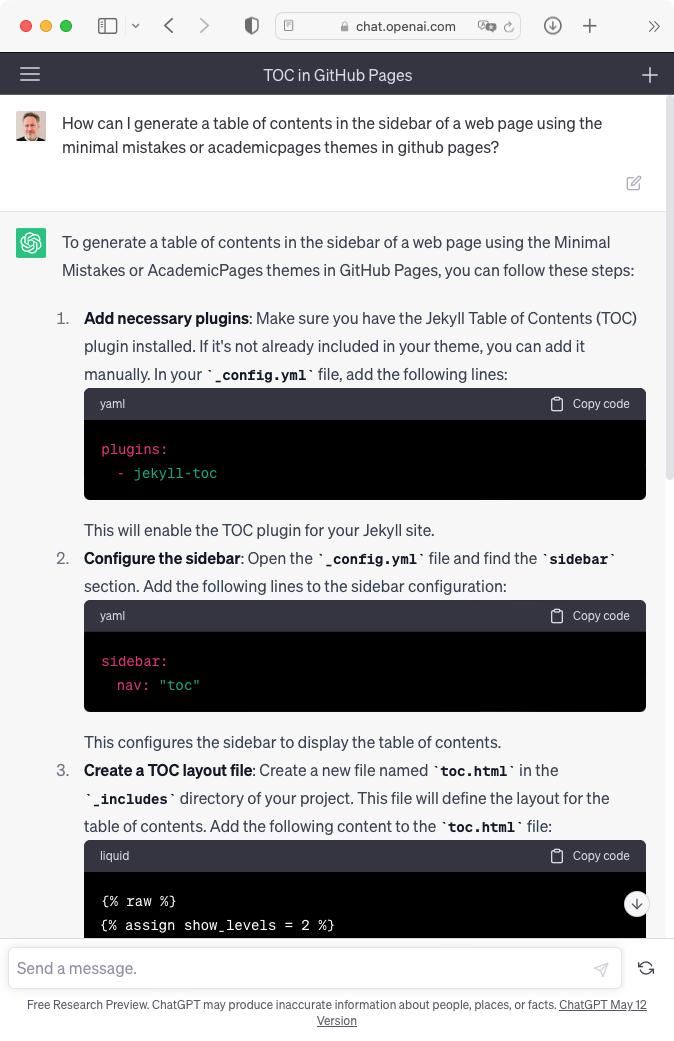 chat.openai.com
TOC in GitHub Pages
How can I generate a table of contents in the sidebar of a web page using the
minimal mistakes or academicpages themes in github pages?
To generate a table of contents in the sidebar of a web page using the Minimal
Mistakes or AcademicPages themes in GitHub Pages, you can follow these steps:
1. Add necessary plugins: Make sure you have the Jekyll Table of Contents (TOC)
plugin installed. If it's not already included in your theme, you can add it
manually. In your `_config.yml` file, add the following lines:
yaml Copy code
plugins:
  - jekyll-toc
This will enable the TOC plugin for your Jekyll site.
2. Configure the sidebar: Open the `_config.yml` file and find the `sidebar`
section. Add the following lines to the sidebar configuration:
yaml Copy code
sidebar:
  nav: "toc"
This configures the sidebar to display the table of contents.
3. Create a TOC layout file: Create a new file named `toc.html` in the
`_includes` directory of your project. This file will define the layout for the
table of contents. Add the following content to the `toc.html` file:
liquid Copy code
{% raw %}
{% assign show_levels = 2 %}
Send a message.
Free Research Preview. ChatGPT may produce inaccurate information about people, places, or facts. ChatGPT May 12
Version